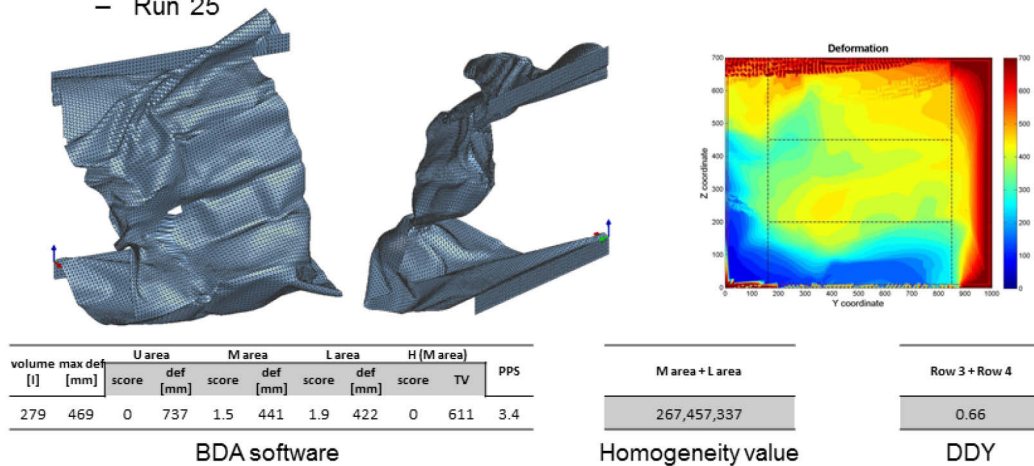 – Run 25
Deformation
700
600
500
400
300
200
100
0
Z coordinate
0 100 200 300 400 500 600 700 800 900 1000
Y coordinate
700
600
500
400
300
200
100
0
volume [l] max def [mm] U area M area L area H (M area) PPS
score def [mm] score def [mm] score def [mm] score TV
279 469 0 737 1.5 441 1.9 422 0 611 3.4
BDA software
M area + L area
267,457,337
Homogeneity value
Row 3 + Row 4
0.66
DDY